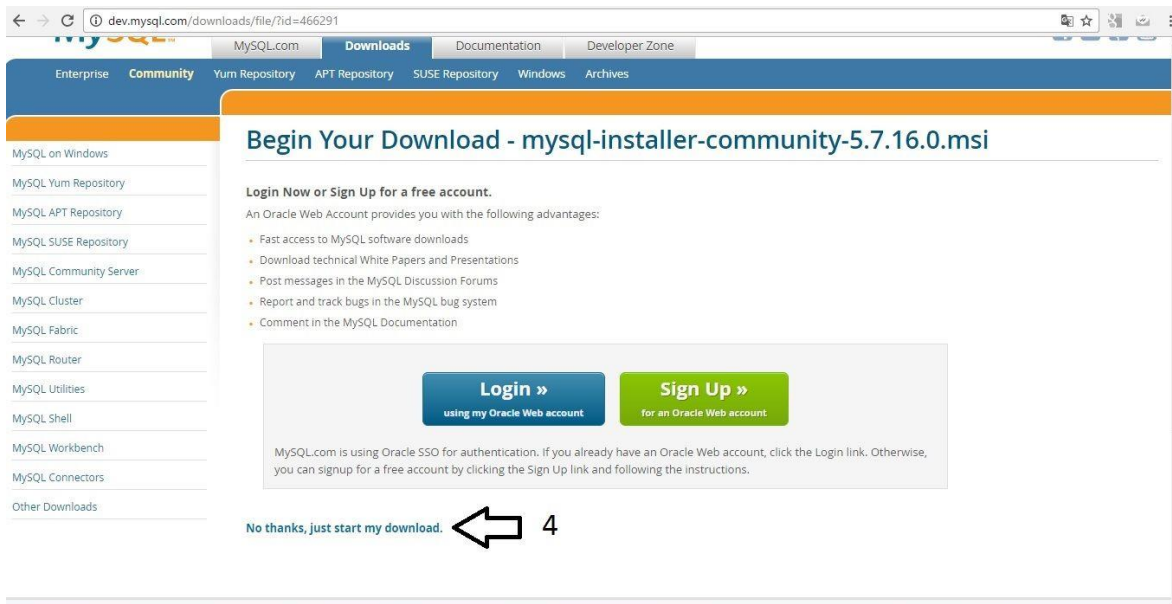 dev.mysql.com/downloads/file/?id=466291
MySQL
MySQL.com Downloads Documentation Developer Zone
Enterprise Community Yum Repository APT Repository SUSE Repository Windows Archives
MySQL on Windows
MySQL Yum Repository
MySQL APT Repository
MySQL SUSE Repository
MySQL Community Server
MySQL Cluster
MySQL Fabric
MySQL Router
MySQL Utilities
MySQL Shell
MySQL Workbench
MySQL Connectors
Other Downloads
Begin Your Download - mysql-installer-community-5.7.16.0.msi
Login Now or Sign Up for a free account.
An Oracle Web Account provides you with the following advantages:
• Fast access to MySQL software downloads
• Download technical White Papers and Presentations
• Post messages in the MySQL Discussion Forums
• Report and track bugs in the MySQL bug system
• Comment in the MySQL Documentation
Login »
using my Oracle Web account
Sign Up »
for an Oracle Web account
MySQL.com is using Oracle SSO for authentication. If you already have an Oracle Web account, click the Login link. Otherwise,
you can signup for a free account by clicking the Sign Up link and following the instructions.
No thanks, just start my download. 4